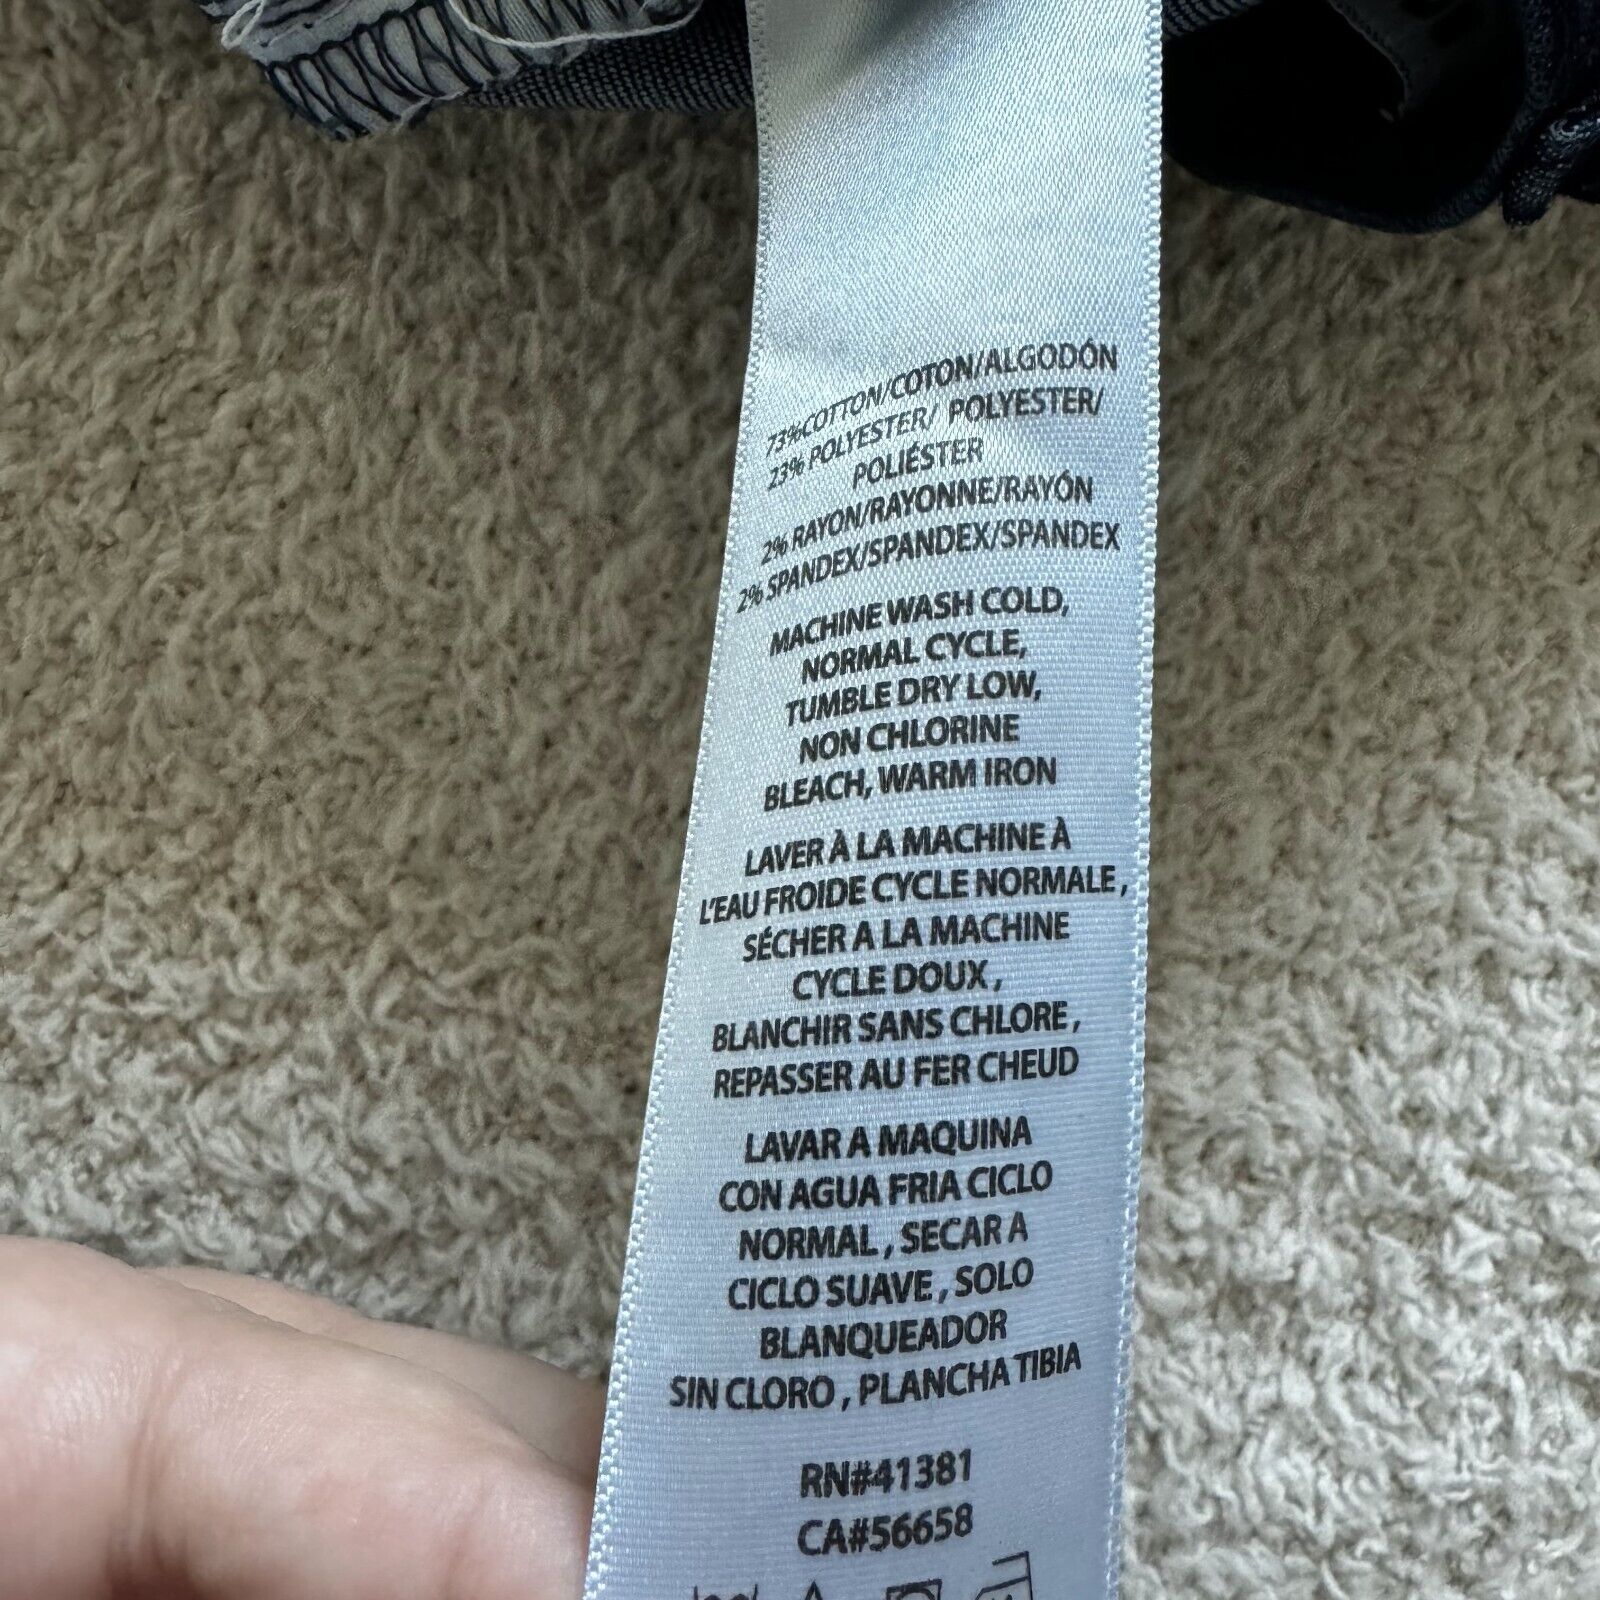 73%COTTON/COTON/ALGODÓN
23% POLYESTER/ POLYESTER/
POLIÉSTER
2% RAYON/RAYONNE/RAYÓN
2% SPANDEX/SPANDEX/SPANDEX
MACHINE WASH COLD,
NORMAL CYCLE,
TUMBLE DRY LOW,
NON CHLORINE
BLEACH, WARM IRON
LAVER À LA MACHINE À
L'EAU FROIDE CYCLE NORMALE,
SÉCHER A LA MACHINE
CYCLE DOUX,
BLANCHIR SANS CHLORE,
REPASSER AU FER CHEUD
LAVAR A MAQUINA
CON AGUA FRIA CICLO
NORMAL, SECAR A
CICLO SUAVE, SOLO
BLANQUEADOR
SIN CLORO, PLANCHA TIBIA
RN#41381
CA#56658